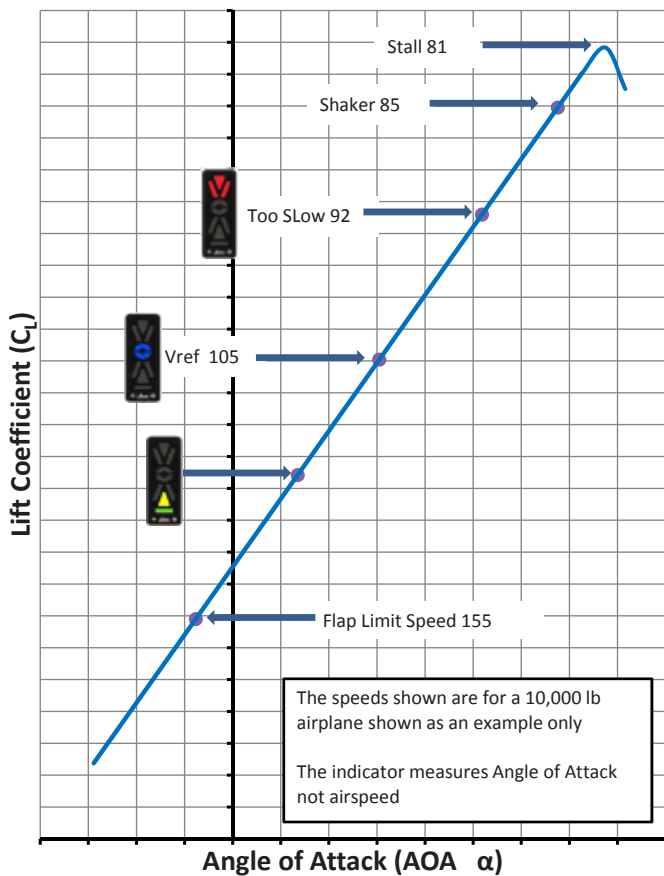 Stall 81
Shaker 85
Too SLow 92
Vref 105
Flap Limit Speed 155
The speeds shown are for a 10,000 lb
airplane shown as an example only
The indicator measures Angle of Attack
not airspeed
Lift Coefficient (CL)
Angle of Attack (AOA α)